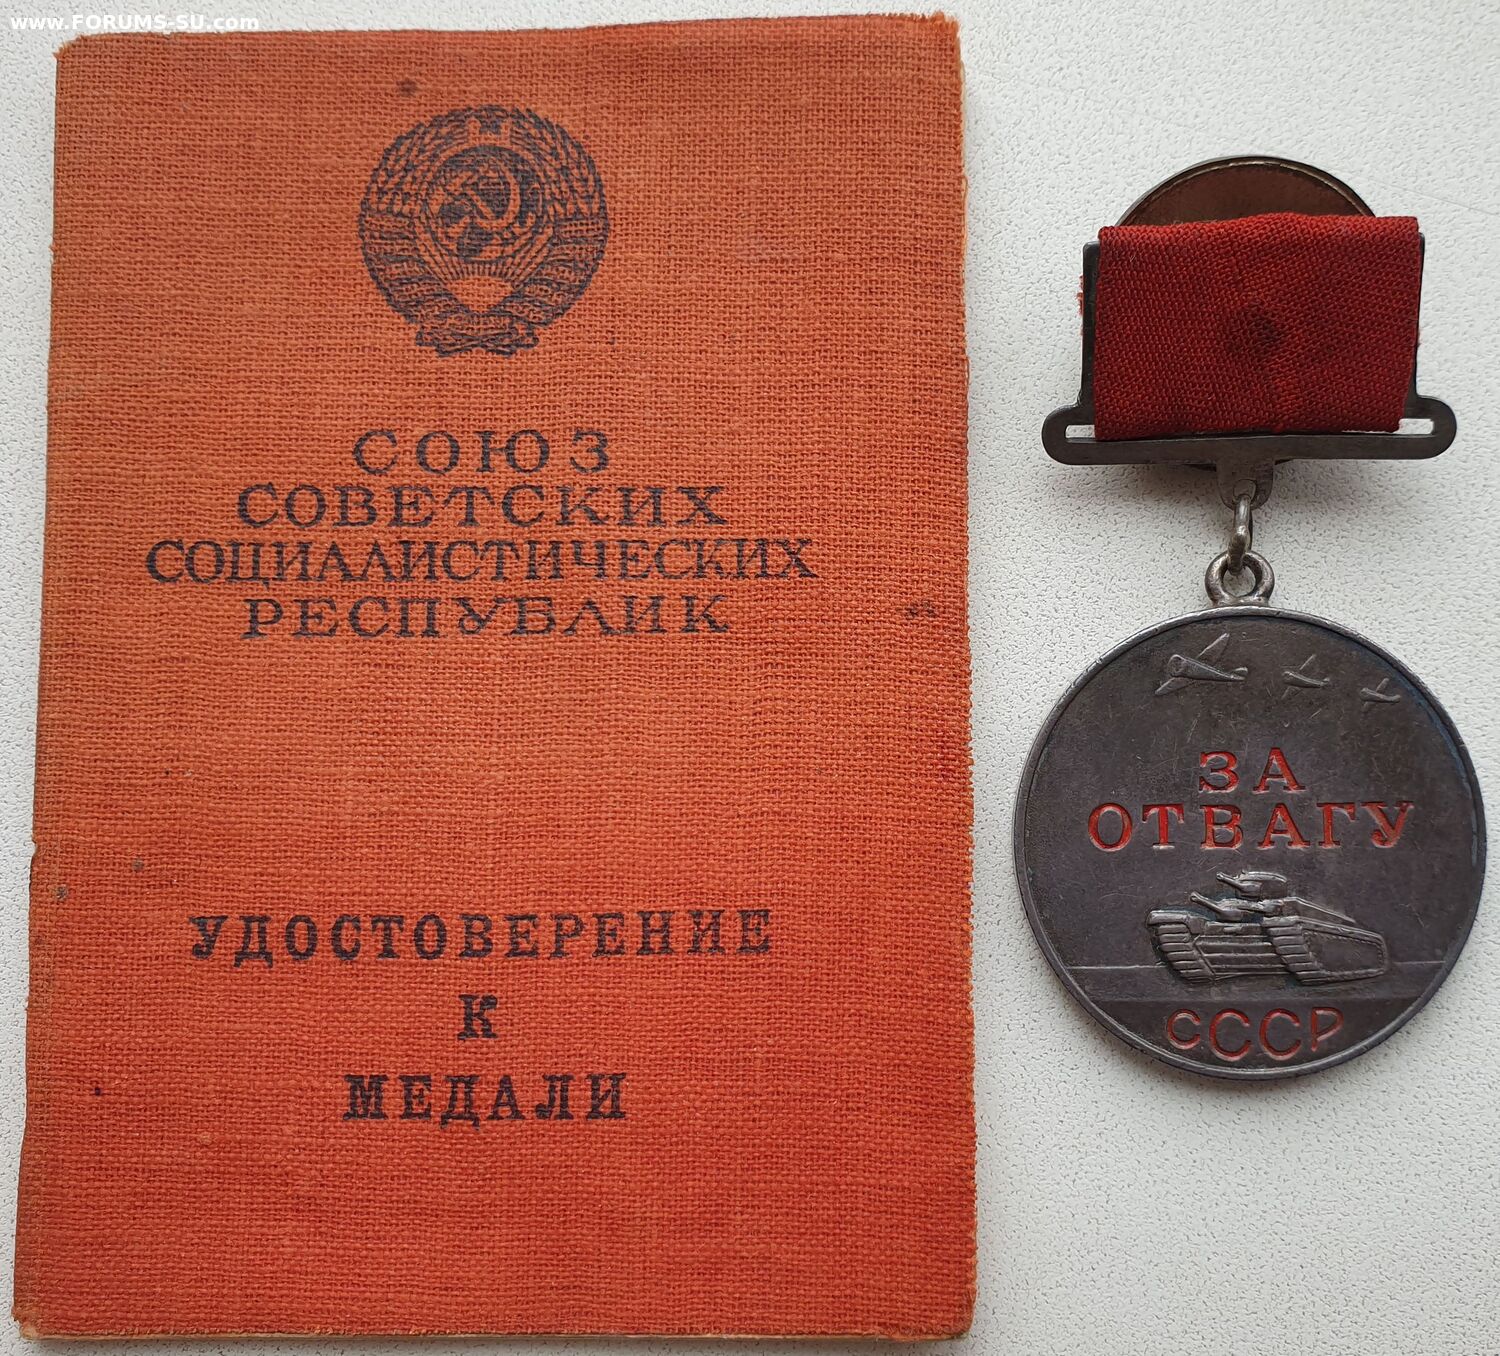 www.FORUMS-SU.com
СОЮЗ
СОВЕТСКИХ
СОЦИАЛИСТИЧЕСКИХ
РЕСПУБЛИК
УДОСТОВЕРЕНИЕ
К
МЕДАЛИ
ЗА
ОТВАГУ
СССР